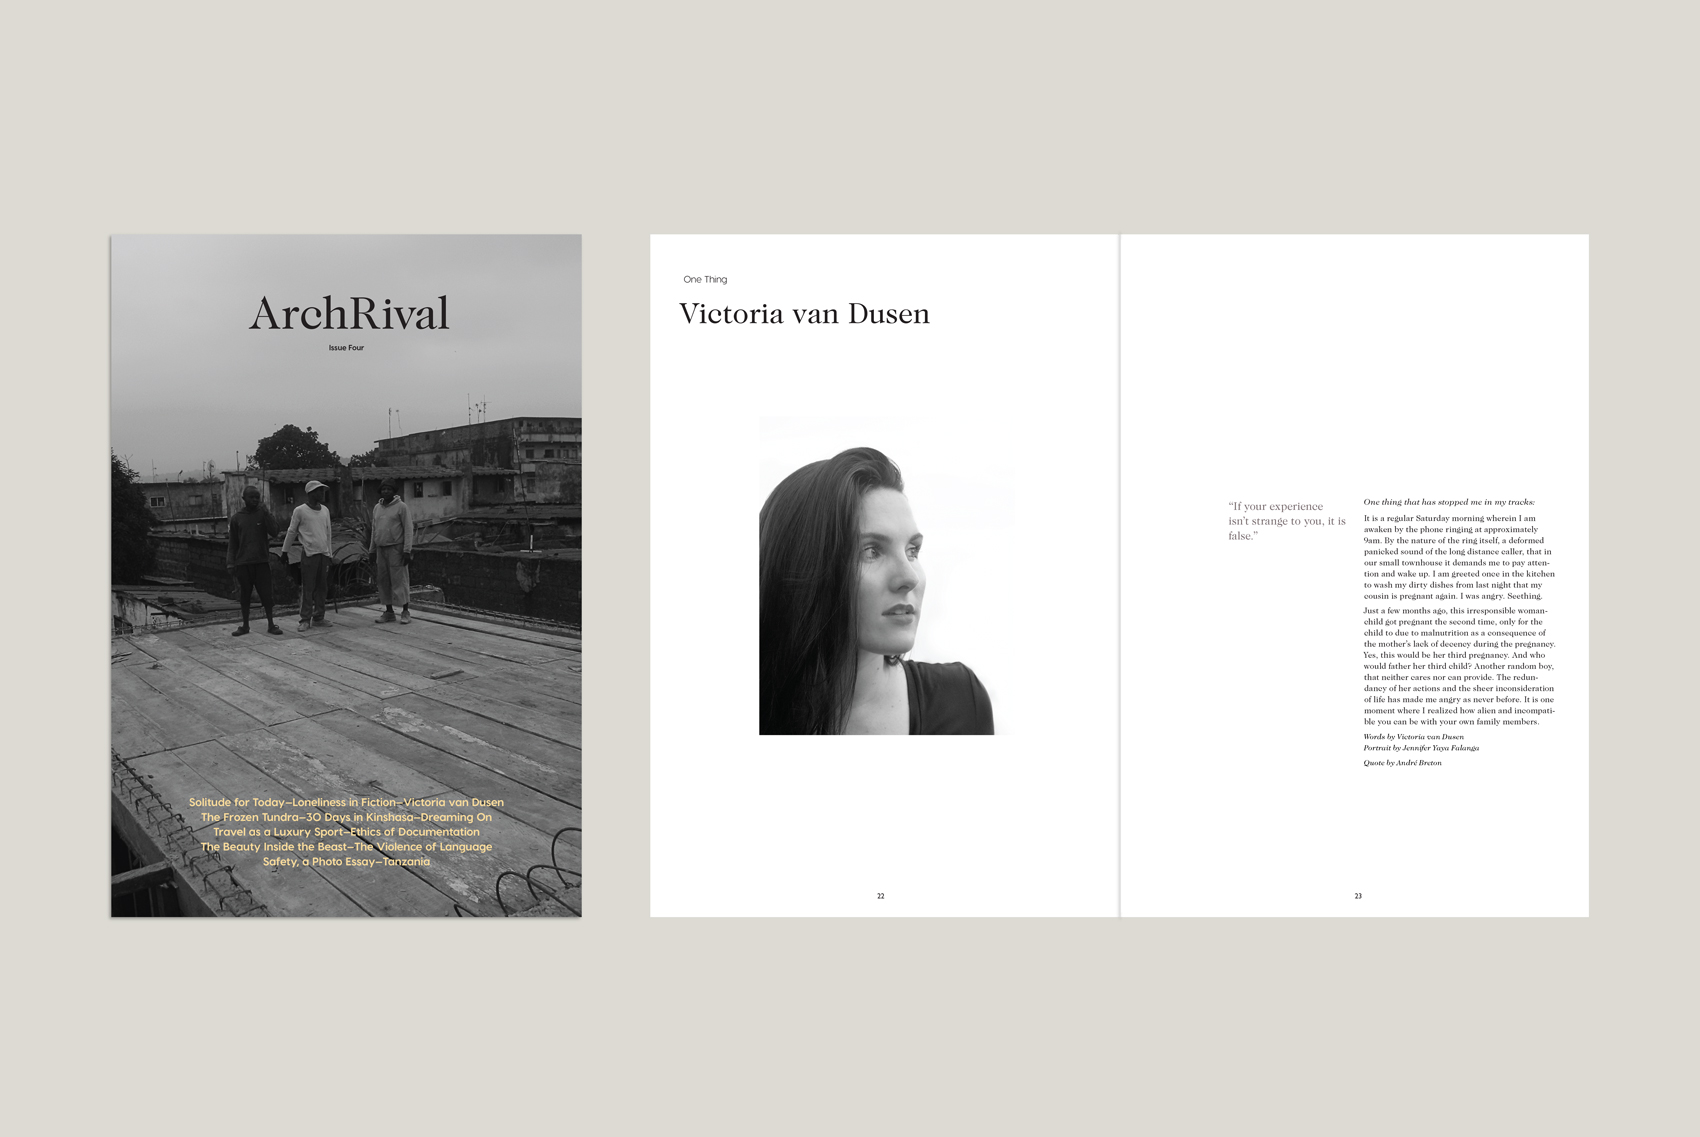 ArchRival
Issue Four
Solitude for Today—Loneliness in Fiction—Victoria van Dusen
The Frozen Tundra—30 Days in Kinshasa—Dreaming On
Travel as a Luxury Sport—Ethics of Documentation
The Beauty Inside the Beast—The Violence of Language
Safety, a Photo Essay—Tanzania
One Thing
Victoria van Dusen
22
“If your experience
isn’t strange to you, it is
false.”
One thing that has stopped me in my tracks:
It is a regular Saturday morning wherein I am
awaken by the phone ringing at approximately
9am. By the nature of the ring itself, a deformed
panicked sound of the long distance caller, that in
our small townhouse it demands me to pay atten-
tion and wake up. I am greeted once in the kitchen
to wash my dirty dishes from last night that my
cousin is pregnant again. I was angry. Seething.
Just a few months ago, this irresponsible woman-
child got pregnant the second time, only for the
child to due to malnutrition as a consequence of
the mother’s lack of decency during the pregnancy.
Yes, this would be her third pregnancy. And who
would father her third child? Another random boy,
that neither cares nor can provide. The redun-
dancy of her actions and the sheer inconsideration
of life has made me angry as never before. It is one
moment where I realized how alien and incompati-
ble you can be with your own family members.
Words by Victoria van Dusen
Portrait by Jennifer Yaya Falanga
Quote by André Breton
23